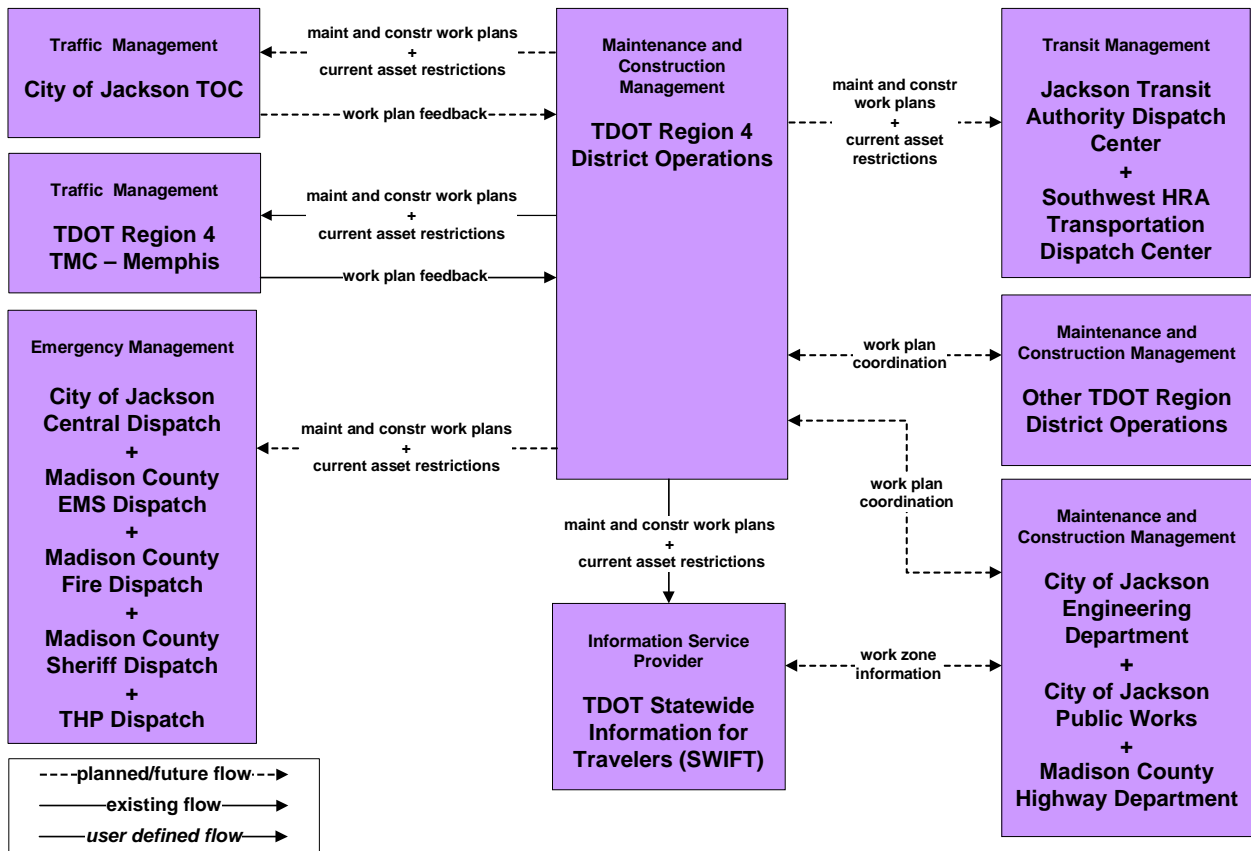 Traffic Management
City of Jackson TOC
maint and constr work plans
+
current asset restrictions
work plan feedback
Traffic Management
TDOT Region 4
TMC – Memphis
maint and constr work plans
+
current asset restrictions
work plan feedback
Emergency Management
City of Jackson
Central Dispatch
+
Madison County
EMS Dispatch
+
Madison County
Fire Dispatch
+
Madison County
Sheriff Dispatch
+
THP Dispatch
maint and constr work plans
+
current asset restrictions
Maintenance and
Construction
Management
TDOT Region 4
District Operations
maint and constr work plans
+
current asset restrictions
Information Service
Provider
TDOT Statewide
Information for
Travelers (SWIFT)
maint and constr
work plans
+
current asset
restrictions
Transit Management
Jackson Transit
Authority Dispatch
Center
+
Southwest HRA
Transportation
Dispatch Center
work plan
coordination
Maintenance and
Construction Management
Other TDOT Region
District Operations
work plan
coordination
Maintenance and
Construction Management
City of Jackson
Engineering
Department
+
City of Jackson
Public Works
+
Madison County
Highway Department
work zone
information
planned/future flow
existing flow
user defined flow